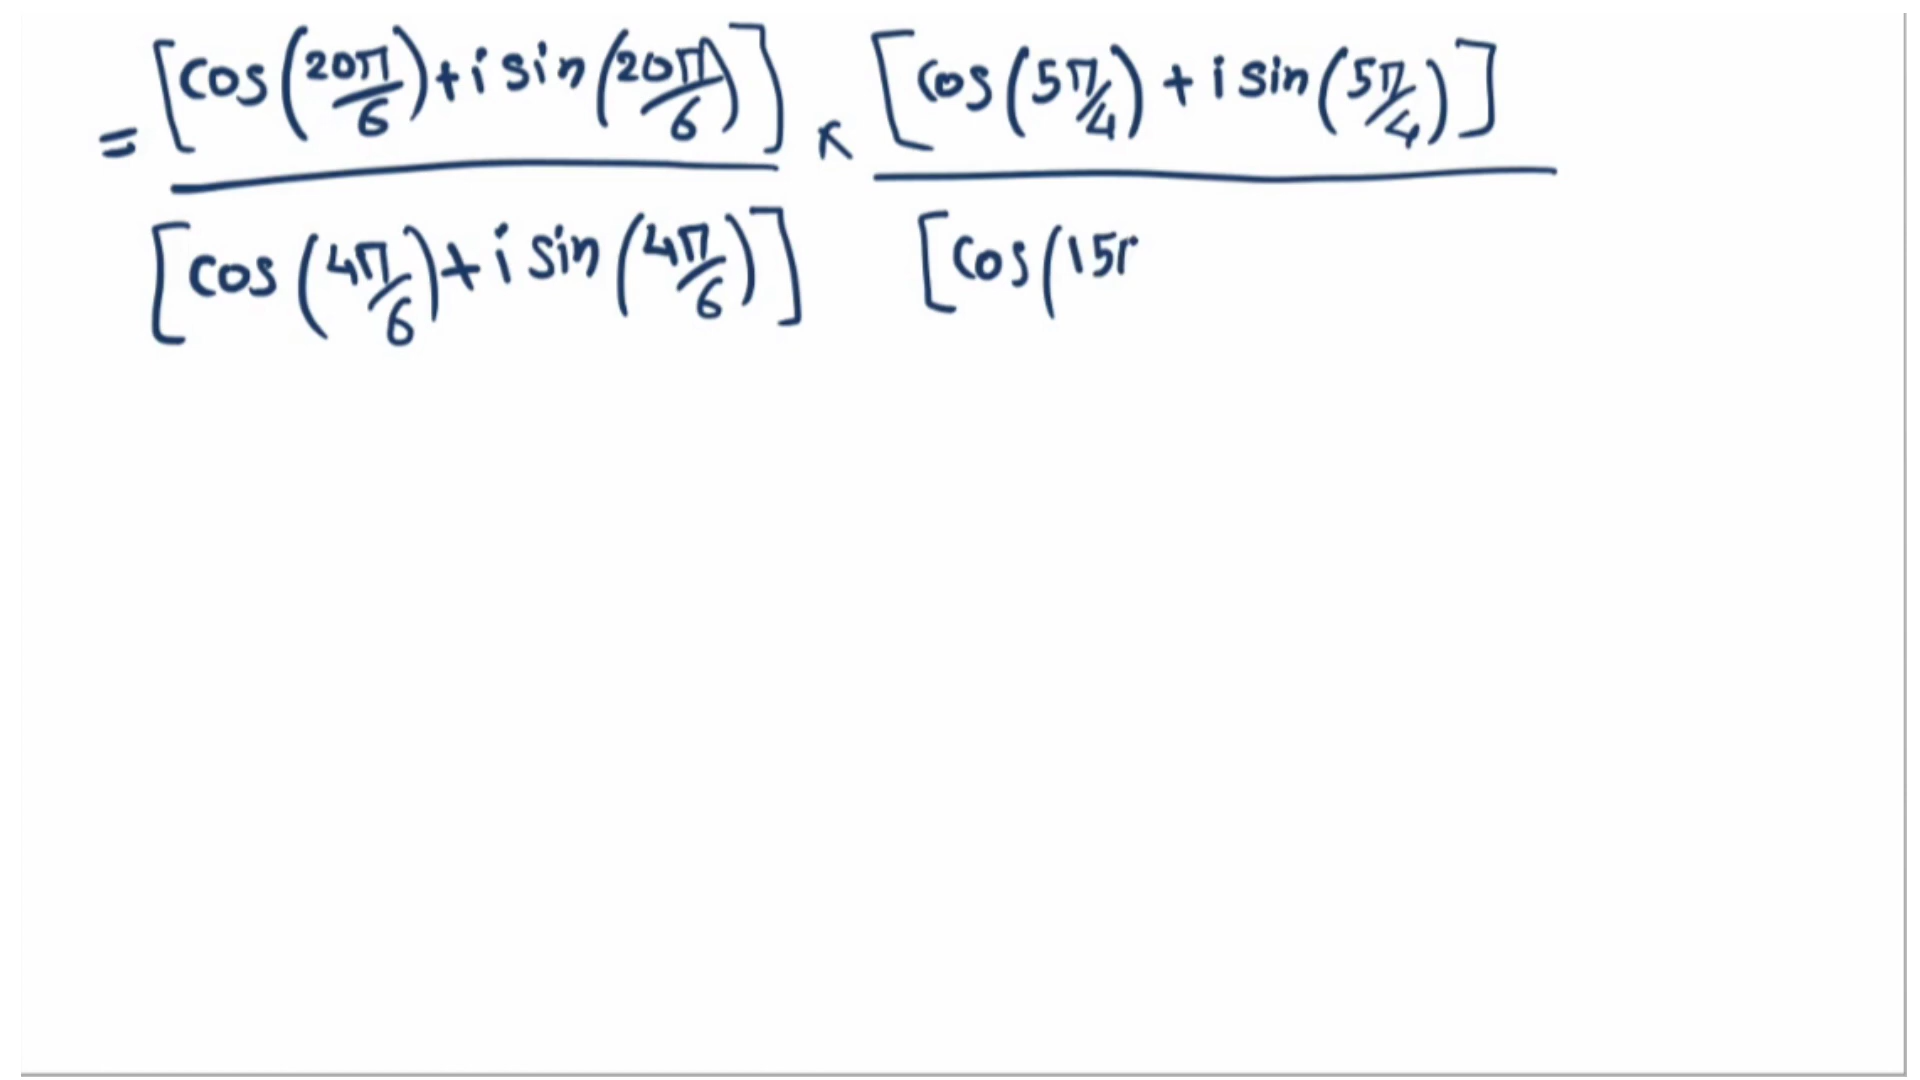 = [cos(20π/6) + i sin(20π/6)] × [cos(5π/4) + i sin(5π/4)]
[cos(4π/6) + i sin(4π/6)] [cos(15